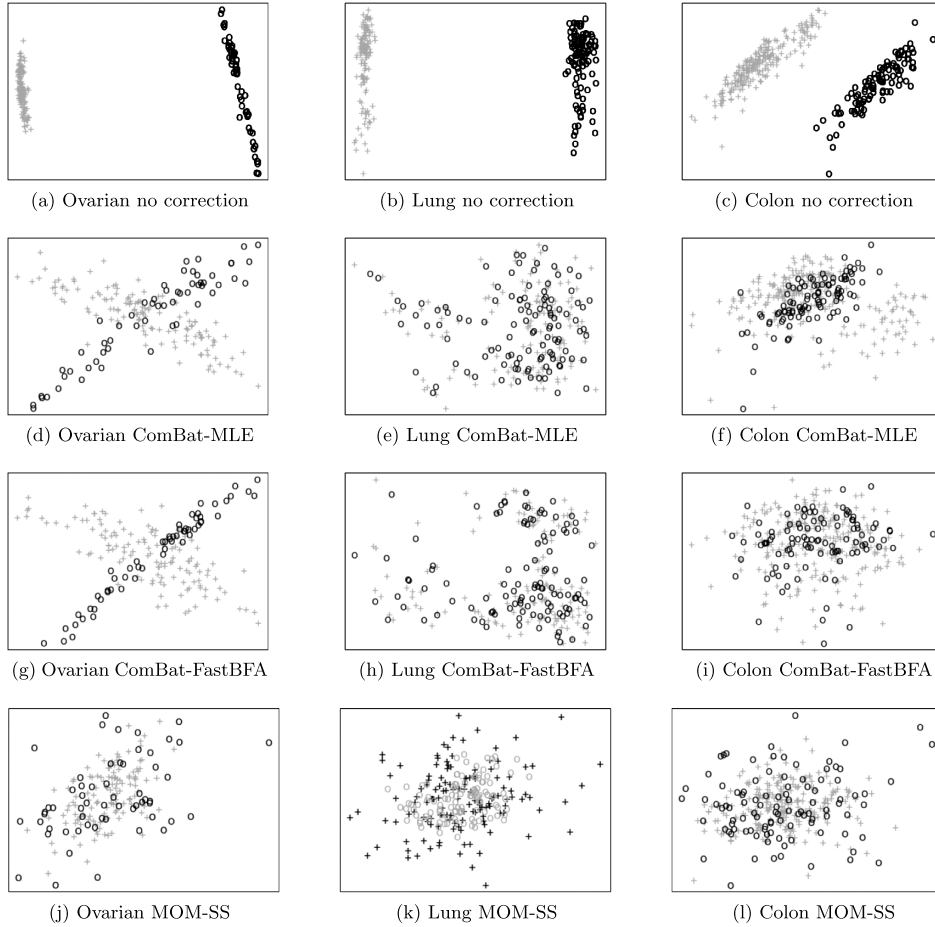 (a) Ovarian no correction
(b) Lung no correction
(c) Colon no correction
(d) Ovarian ComBat-MLE
(e) Lung ComBat-MLE
(f) Colon ComBat-MLE
(g) Ovarian ComBat-FastBFA
(h) Lung ComBat-FastBFA
(i) Colon ComBat-FastBFA
(j) Ovarian MOM-SS
(k) Lung MOM-SS
(l) Colon MOM-SS